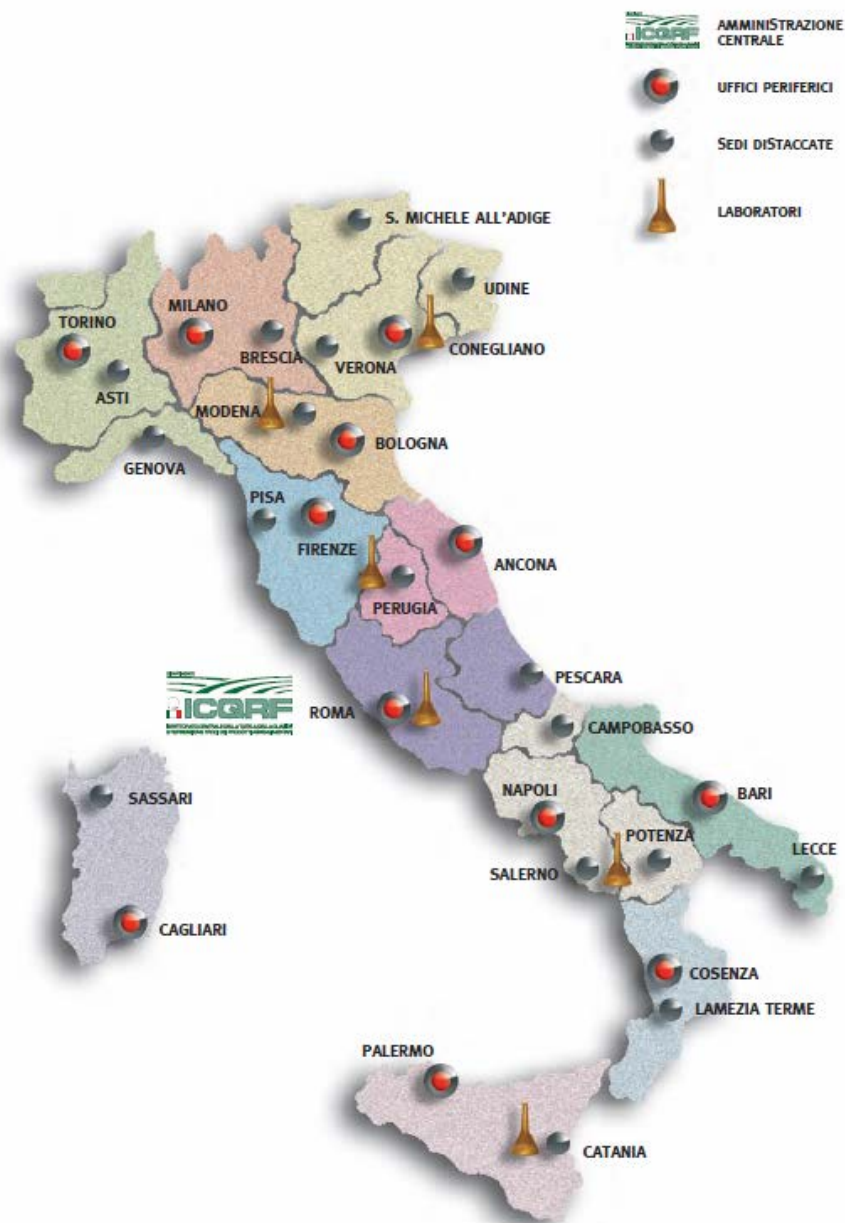 ICQRF
AMMINISTRAZIONE
CENTRALE
UFFICI PERIFERICI
SEDI DISTACCATE
LABORATORI
S. MICHELE ALL'ADIGE
UDINE
MILANO
TORINO
BRESCIA
VERONA
CONEGLIANO
ASTI
MODENA
BOLOGNA
GENOVA
PISA
FIRENZE
ANCONA
PERUGIA
PESCARA
ICQRF
ROMA
CAMPOBASSO
NAPOLI
BARI
SASSARI
POTENZA
LECCE
SALERNO
CAGLIARI
COSENZA
LAMEZIA TERME
PALERMO
CATANIA